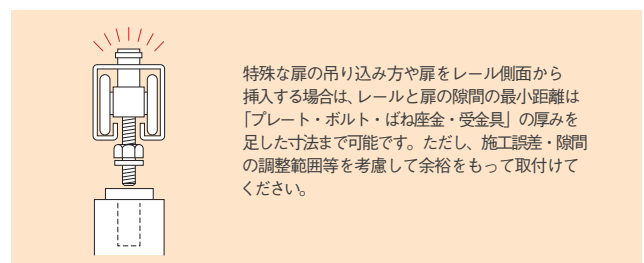 特殊な扉の吊り込み方や扉をレール側面から
挿入する場合は、レールと扉の隙間の最小距離は
「プレート・ボルト・ばね座金・受金具」の厚みを
足した寸法まで可能です。ただし、施工誤差・隙間
の調整範囲等を考慮して余裕をもって取付けて
ください。